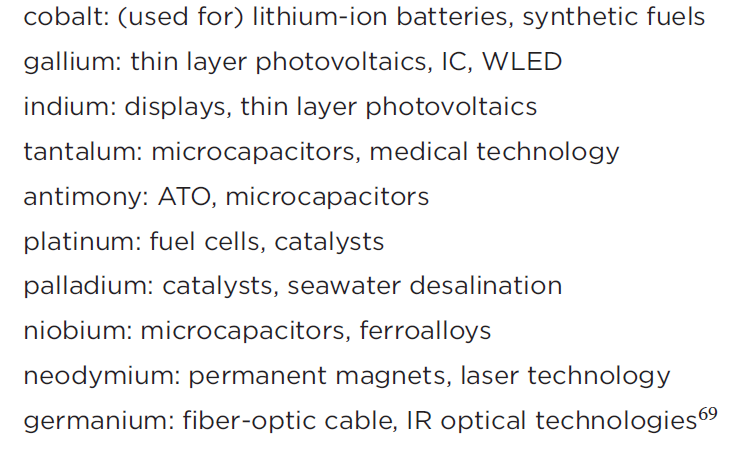 cobalt: (used for) lithium-ion batteries, synthetic fuels
gallium: thin layer photovoltaics, IC, WLED
indium: displays, thin layer photovoltaics
tantalum: microcapacitors, medical technology
antimony: ATO, microcapacitors
platinum: fuel cells, catalysts
palladium: catalysts, seawater desalination
niobium: microcapacitors, ferroalloys
neodymium: permanent magnets, laser technology
germanium: fiber-optic cable, IR optical technologies69